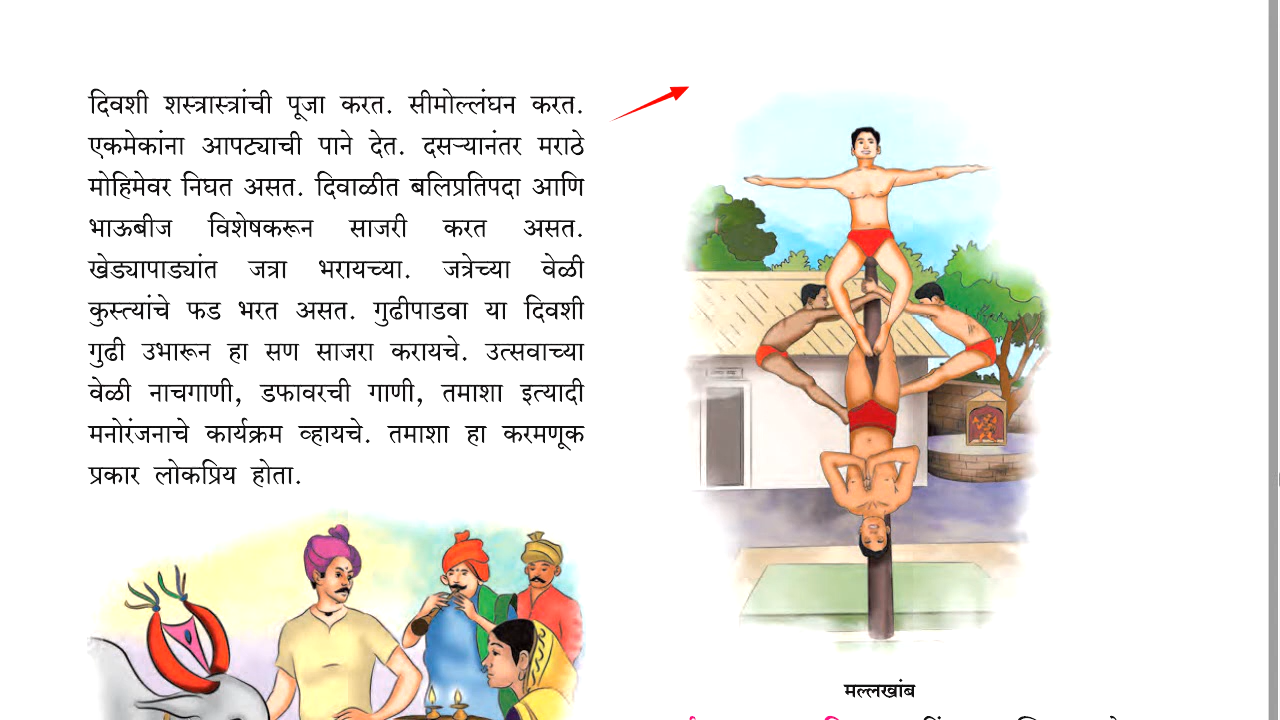 दिवशी शस्त्रास्त्रांची पूजा करत. सीमोल्लंघन करत.
एकमेकांना आपट्याची पाने देत. दसऱ्यानंतर मराठे
मोहिमेवर निघत असत. दिवाळीत बलिप्रतिपदा आणि
भाऊबीज विशेषकरून साजरी करत असत.
खेड्यापाड्यांत जत्रा भरायच्या. जत्रेच्या वेळी
कुस्त्यांचे फड भरत असत. गुढीपाडवा या दिवशी
गुढी उभारून हा सण साजरा करायचे. उत्सवाच्या
वेळी नाचगाणी, डफावरची गाणी, तमाशा इत्यादी
मनोरंजनाचे कार्यक्रम व्हायचे. तमाशा हा करमणूक
प्रकार लोकप्रिय होता.
मल्लखांब